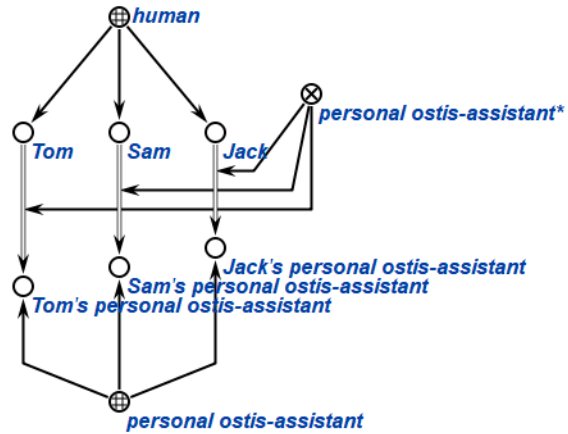 human
personal ostis-assistant*
Tom
Sam
Jack
Jack's personal ostis-assistant
Sam's personal ostis-assistant
Tom's personal ostis-assistant
personal ostis-assistant